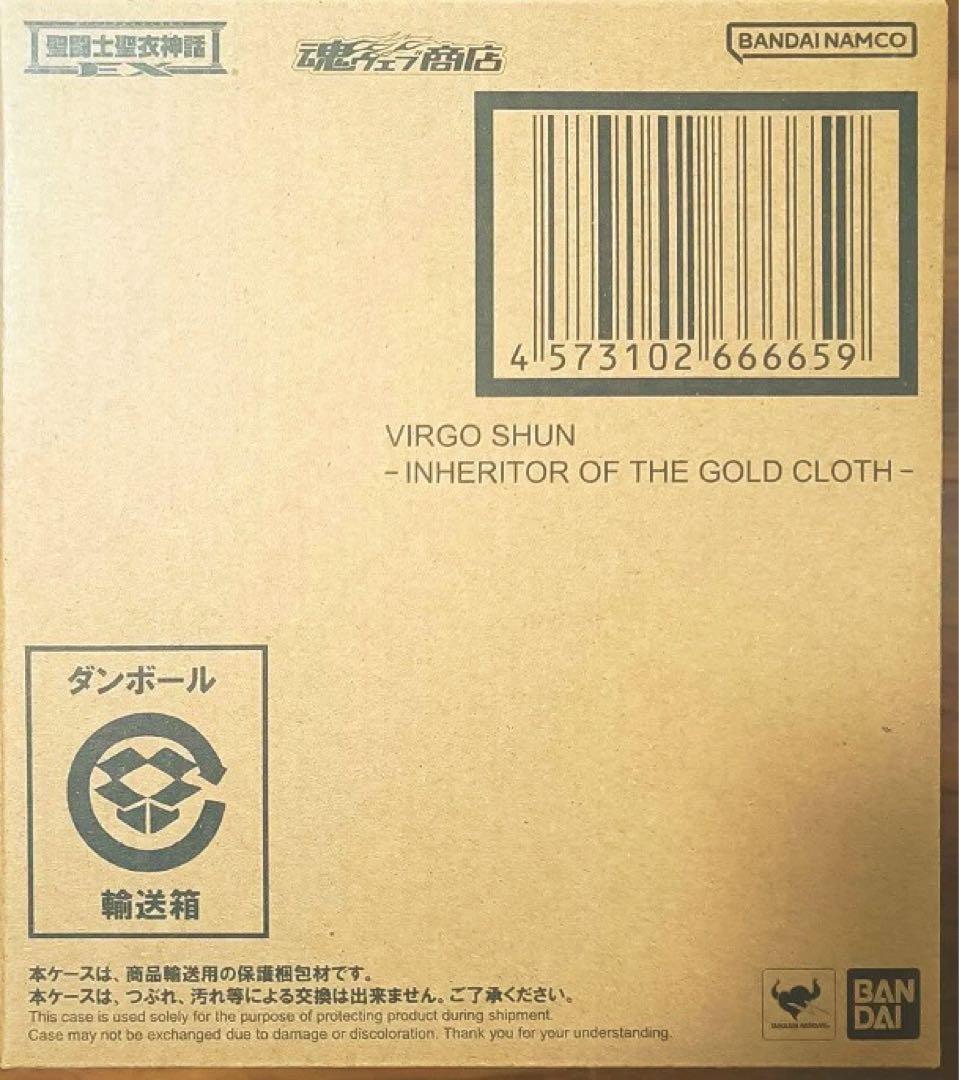 聖闘士聖衣神話
EX
魂ウェブ商店
BANDAI NAMCO
4 573102 666659
VIRGO SHUN
-INHERITOR OF THE GOLD CLOTH-
ダンボール
輸送箱
本ケースは、商品輸送用の保護梱包材です。
本ケースは、つぶれ、汚れ等による交換は出来ません。ご了承ください。
This case is used solely for the purpose of protecting product during shipment.
Case may not be exchanged due to damage or discoloration. Thank you for your understanding.
TAMASHII NATIONS
BAN
DAI